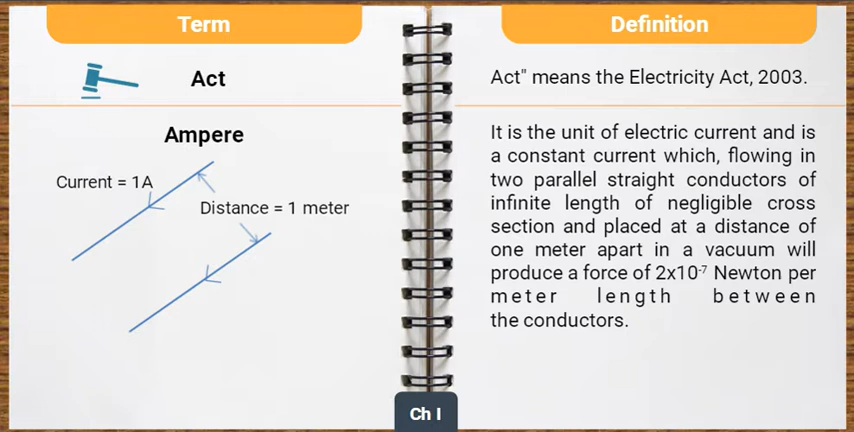 Term
Definition
Act
Act" means the Electricity Act, 2003.
Ampere
Current = 1A
Distance = 1 meter
It is the unit of electric current and is
a constant current which, flowing in
two parallel straight conductors of
infinite length of negligible cross
section and placed at a distance of
one meter apart in a vacuum will
produce a force of 2x10⁻⁷ Newton per
meter length between
the conductors.
Ch I